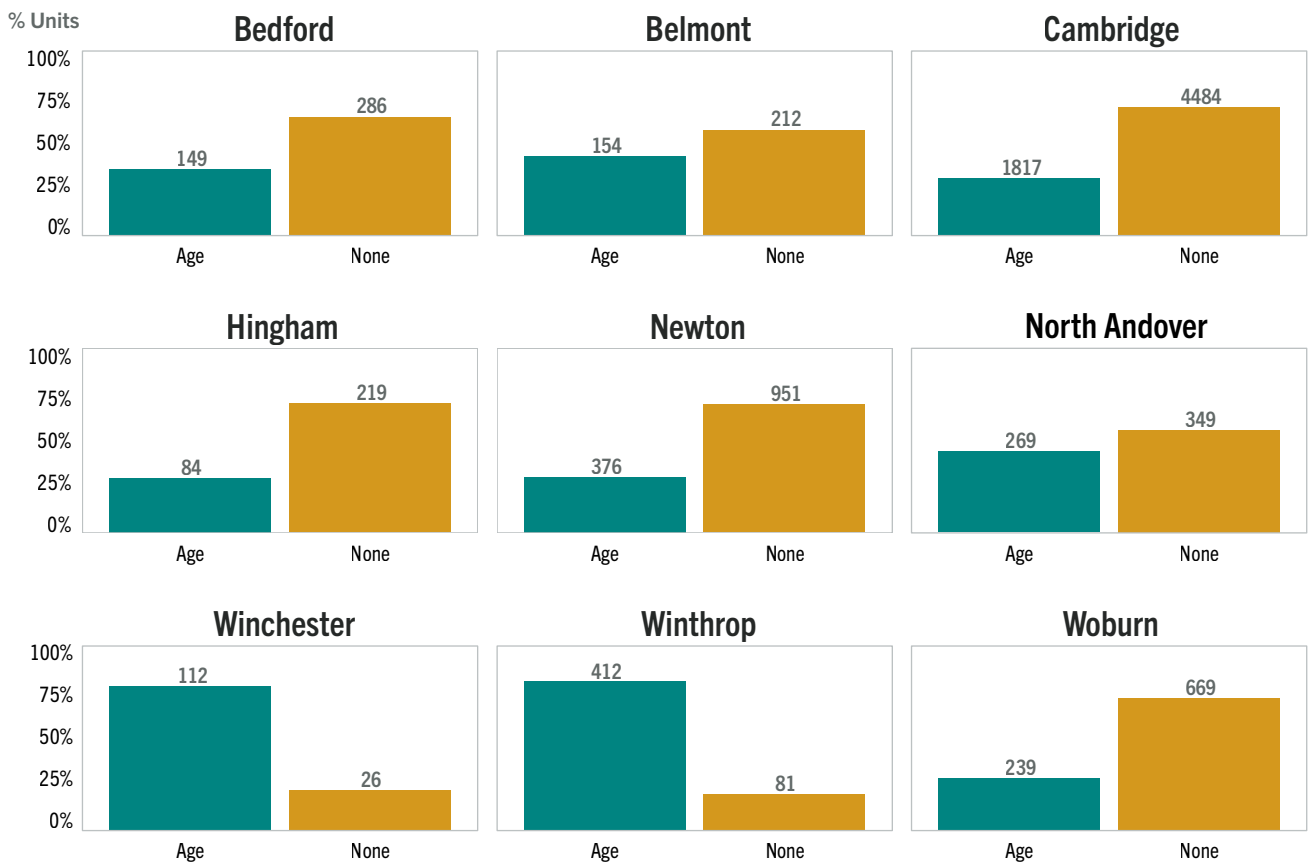 % Units
Bedford
Belmont
Cambridge
100%
75%
50%
25%
0%
149
286
154
212
1817
4484
Age
None
Age
None
Age
None
Hingham
Newton
North Andover
100%
75%
50%
25%
0%
84
219
376
951
269
349
Age
None
Age
None
Age
None
Winchester
Winthrop
Woburn
100%
75%
50%
25%
0%
112
26
412
81
239
669
Age
None
Age
None
Age
None